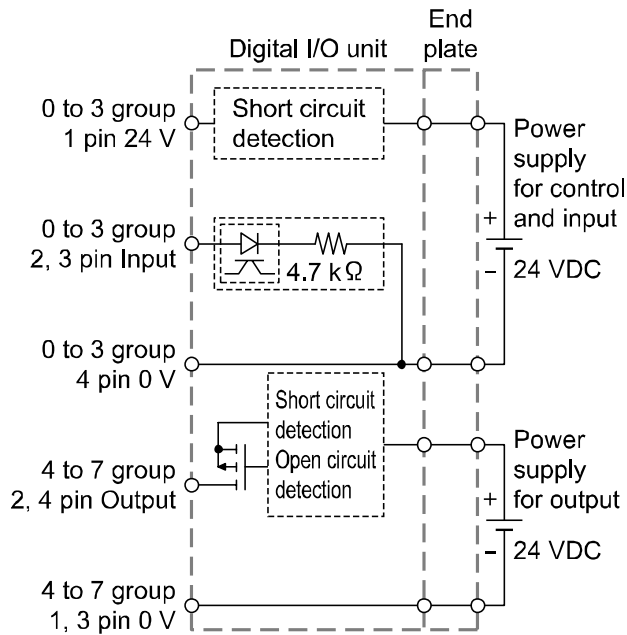 Digital I/O unit
End
plate
0 to 3 group
1 pin 24 V
Short circuit
detection
Power
supply
for control
and input
+
−
24 VDC
0 to 3 group
2, 3 pin Input
4.7 k Ω
0 to 3 group
4 pin 0 V
Short circuit
detection
Open circuit
detection
4 to 7 group
2, 4 pin Output
Power
supply
for output
+
−
24 VDC
4 to 7 group
1, 3 pin 0 V